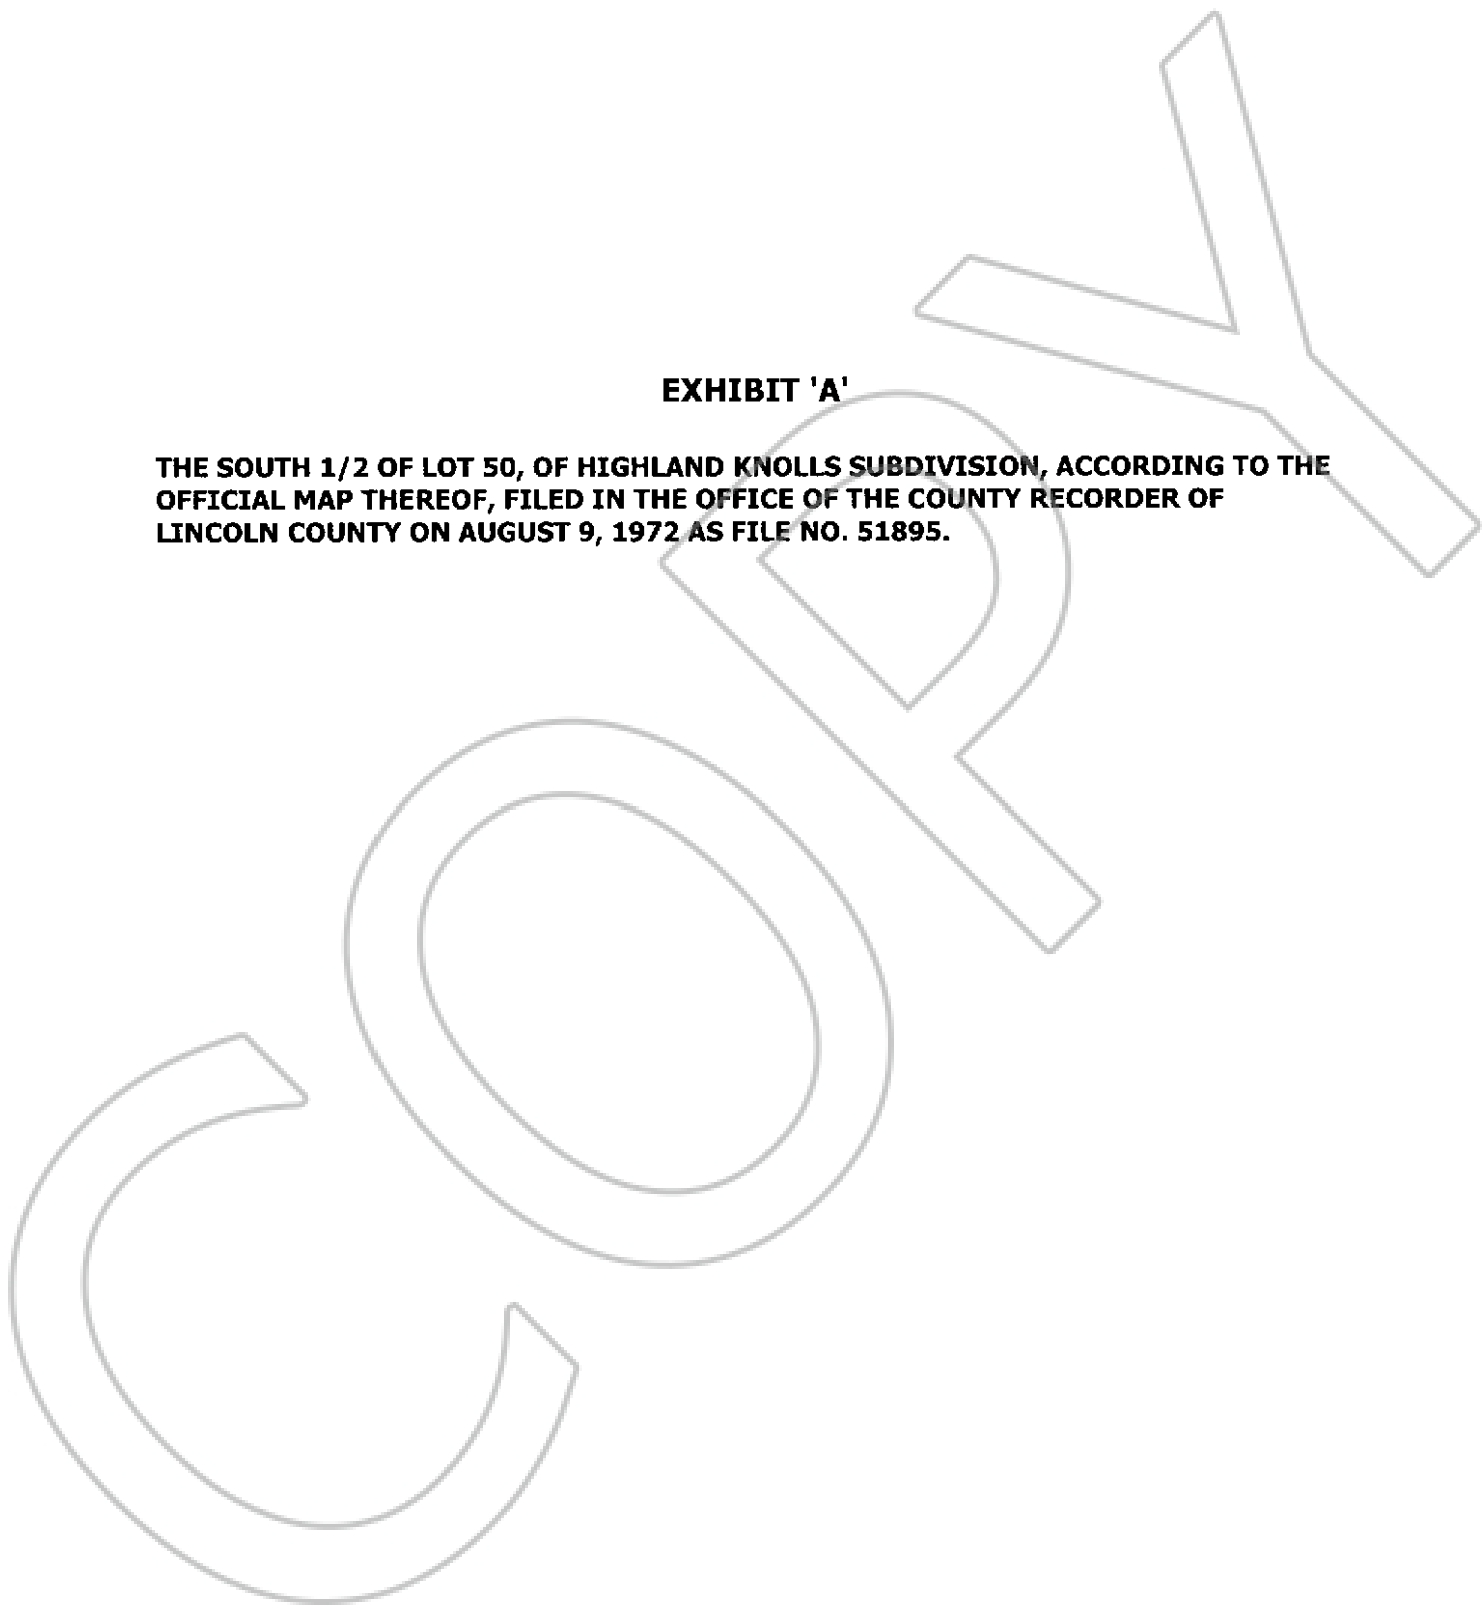 EXHIBIT 'A'
THE SOUTH 1/2 OF LOT 50, OF HIGHLAND KNOLLS SUBDIVISION, ACCORDING TO THE
OFFICIAL MAP THEREOF, FILED IN THE OFFICE OF THE COUNTY RECORDER OF
LINCOLN COUNTY ON AUGUST 9, 1972 AS FILE NO. 51895.
COPY